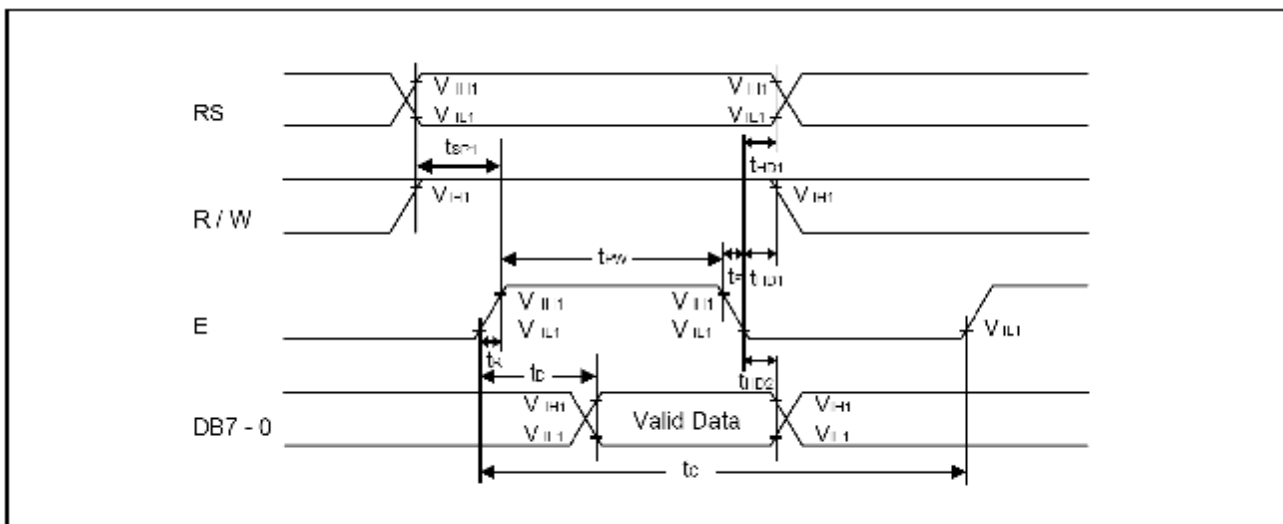 RS
VIH1
VIL1
VIH1
VIL1
tSP1
tHD1
R / W
VIH1
VIH1
tPW
tF
tHD1
E
VIH1
VIL1
VIH1
VIL1
VIL1
tR
tD
tHD2
DB7 - 0
VIH1
VIL1
Valid Data
VIH1
VIL1
tC